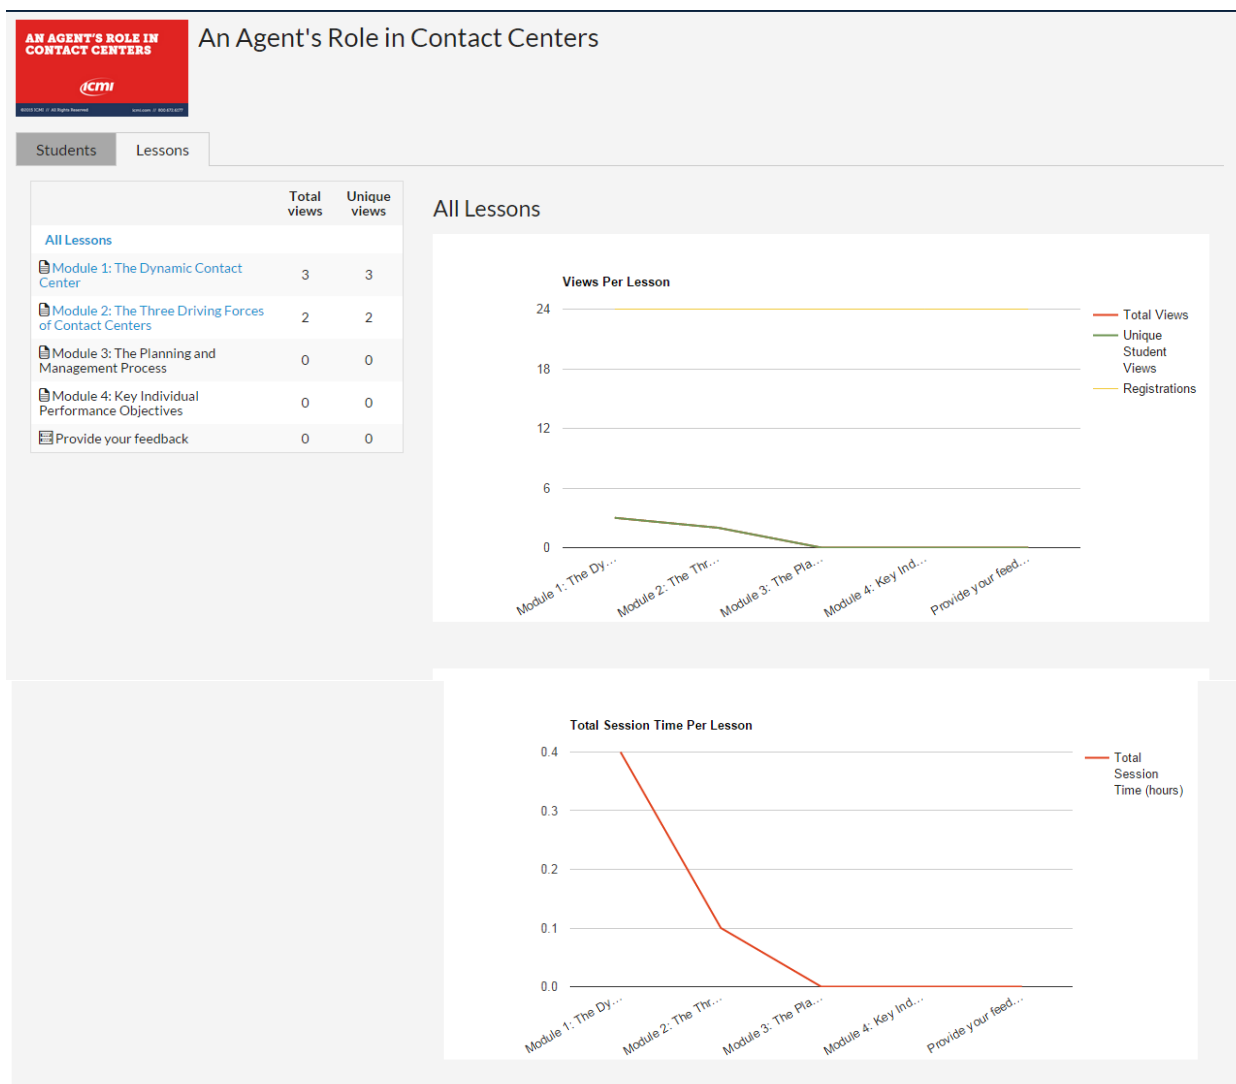 AN AGENT'S ROLE IN
CONTACT CENTERS
icmi
An Agent's Role in Contact Centers
Students
Lessons
Total views
Unique views
All Lessons
Module 1: The Dynamic Contact
Center
3
3
Module 2: The Three Driving Forces
of Contact Centers
2
2
Module 3: The Planning and
Management Process
0
0
Module 4: Key Individual
Performance Objectives
0
0
Provide your feedback
0
0
All Lessons
Views Per Lesson
24
18
12
6
0
Module 1: The Dy...
Module 2: The Thr...
Module 3: The Pla...
Module 4: Key Ind...
Provide your feed...
Total Views
Unique
Student
Views
Registrations
Total Session Time Per Lesson
0.4
0.3
0.2
0.1
0.0
Module 1: The Dy...
Module 2: The Thr...
Module 3: The Pla...
Module 4: Key Ind...
Provide your feed...
Total
Session
Time (hours)